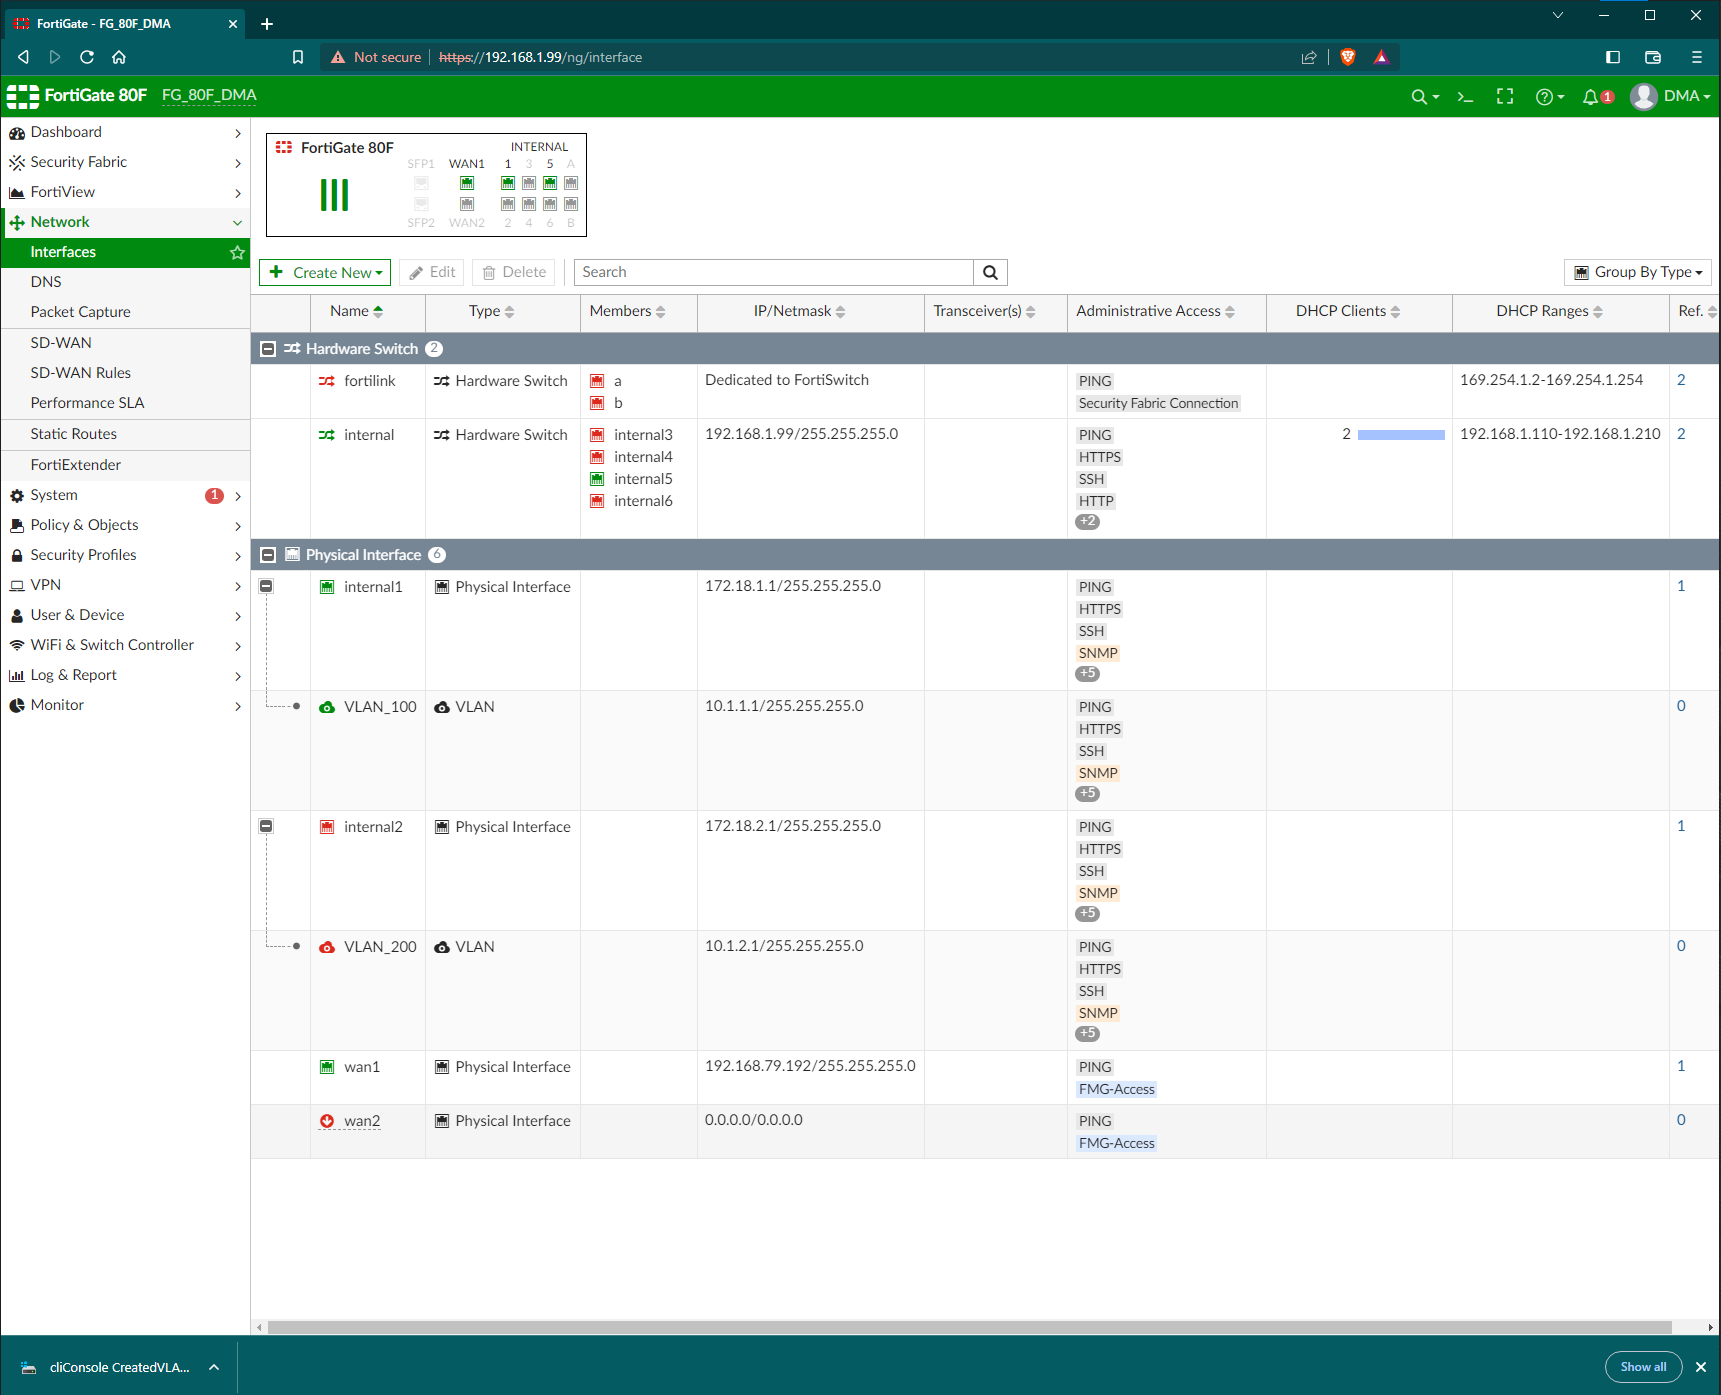 FortiGate - FG_80F_DMA
Not secure https://192.168.1.99/ng/interface
FortiGate 80F FG_80F_DMA
1 DMA
Dashboard
Security Fabric
FortiView
Network
Interfaces
DNS
Packet Capture
SD-WAN
SD-WAN Rules
Performance SLA
Static Routes
FortiExtender
System 1
Policy & Objects
Security Profiles
VPN
User & Device
WiFi & Switch Controller
Log & Report
Monitor
FortiGate 80F INTERNAL
SFP1 WAN1 1 3 5 A
SFP2 WAN2 2 4 6 B
Create New Edit Delete Search Group By Type
Name Type Members IP/Netmask Transceiver(s) Administrative Access DHCP Clients DHCP Ranges Ref.
Hardware Switch 2
fortilink Hardware Switch a Dedicated to FortiSwitch PING 169.254.1.2-169.254.1.254 2
b Security Fabric Connection
internal Hardware Switch internal3 192.168.1.99/255.255.255.0 PING 2 192.168.1.110-192.168.1.210 2
internal4 HTTPS
internal5 SSH
internal6 HTTP
+2
Physical Interface 6
internal1 Physical Interface 172.18.1.1/255.255.255.0 PING 1
HTTPS
SSH
SNMP
+5
VLAN_100 VLAN 10.1.1.1/255.255.255.0 PING 0
HTTPS
SSH
SNMP
+5
internal2 Physical Interface 172.18.2.1/255.255.255.0 PING 1
HTTPS
SSH
SNMP
+5
VLAN_200 VLAN 10.1.2.1/255.255.255.0 PING 0
HTTPS
SSH
SNMP
+5
wan1 Physical Interface 192.168.79.192/255.255.255.0 PING 1
FMG-Access
wan2 Physical Interface 0.0.0.0/0.0.0.0 PING 0
FMG-Access
cliConsole CreatedVLA... Show all